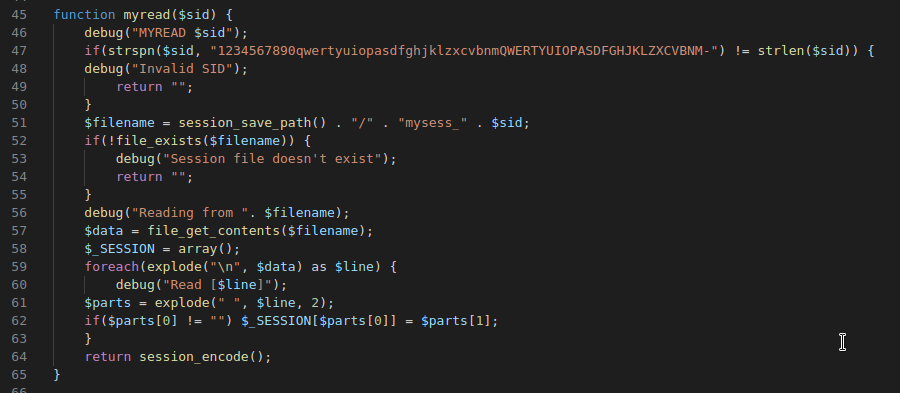 45 function myread($sid) {
46     debug("MYREAD $sid");
47     if(strspn($sid, "1234567890qwertyuiopasdfghjklzxcvbnmQWERTYUIOPASDFGHJKLZXCVBNM-") != strlen($sid)) {
48     debug("Invalid SID");
49         return "";
50     }
51     $filename = session_save_path() . "/" . "mysess_" . $sid;
52     if(!file_exists($filename)) {
53         debug("Session file doesn't exist");
54         return "";
55     }
56     debug("Reading from ". $filename);
57     $data = file_get_contents($filename);
58     $_SESSION = array();
59     foreach(explode("\n", $data) as $line) {
60         debug("Read [$line]");
61     $parts = explode(" ", $line, 2);
62     if($parts[0] != "") $_SESSION[$parts[0]] = $parts[1];
63     }
64     return session_encode();
65 }
66